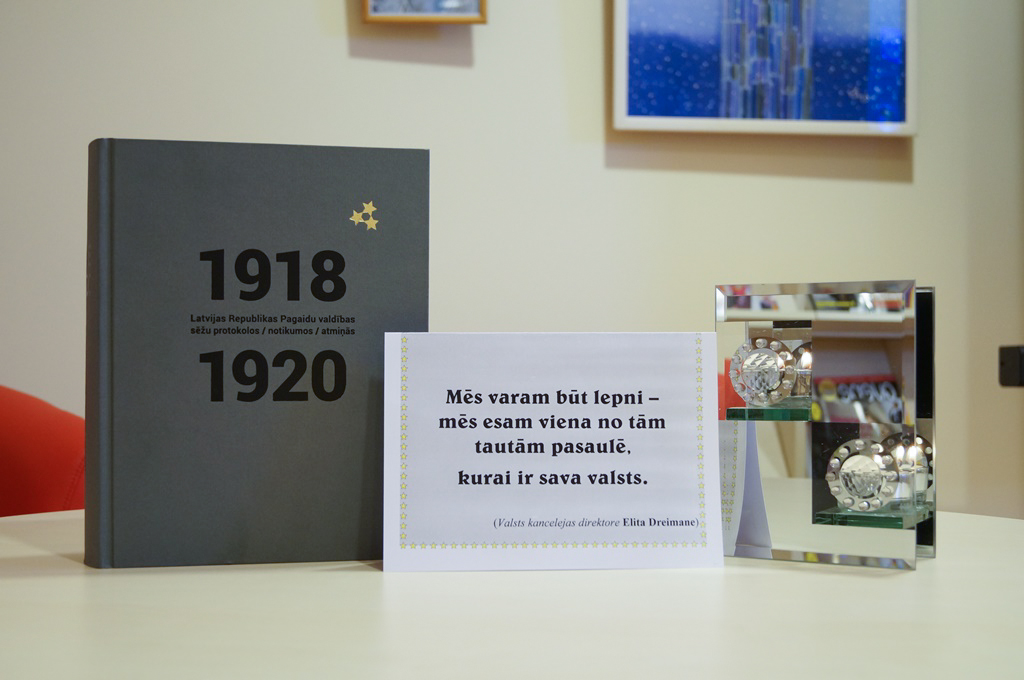 1918
Latvijas Republikas Pagaidu valdības
sēžu protokolos / notikumos / atmiņās
1920
Mēs varam būt lepni –
mēs esam viena no tām
tautām pasaulē,
kurai ir sava valsts.
(Valsts kancelejas direktore Elita Dreimane)